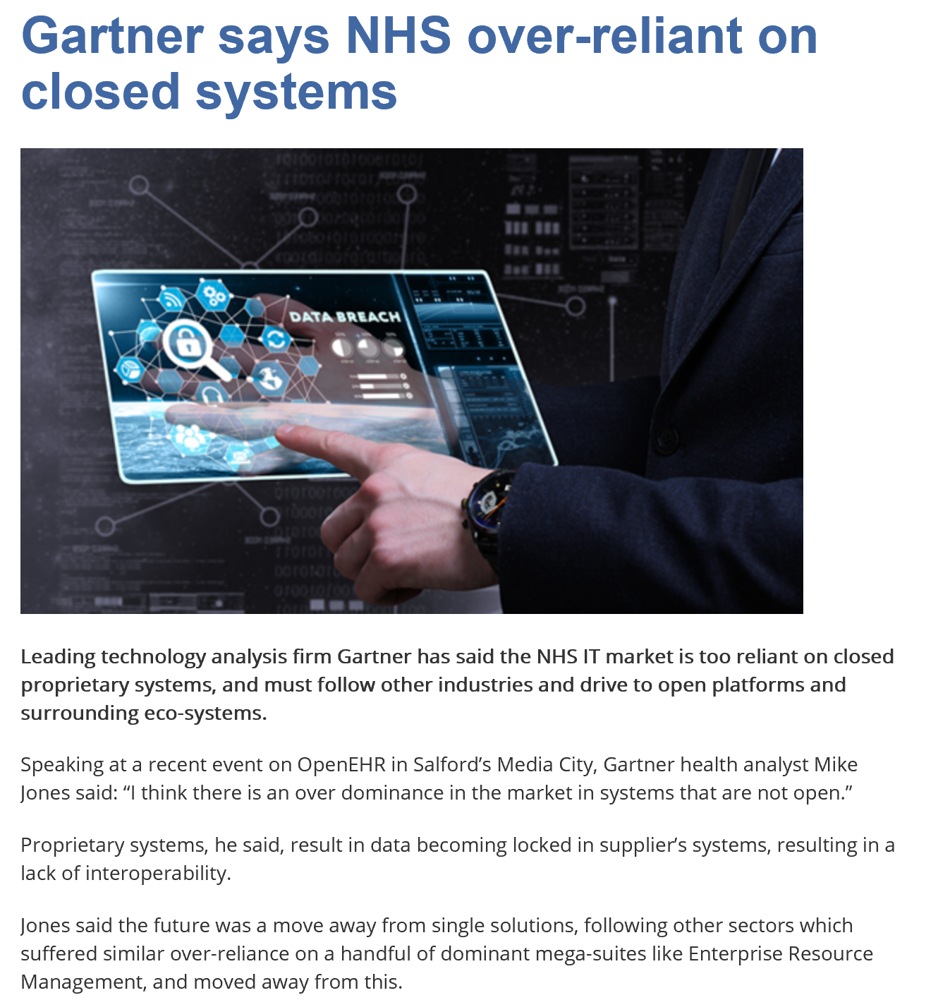 Gartner says NHS over-reliant on
closed systems
DATA BREACH
Leading technology analysis firm Gartner has said the NHS IT market is too reliant on closed
proprietary systems, and must follow other industries and drive to open platforms and
surrounding eco-systems.
Speaking at a recent event on OpenEHR in Salford’s Media City, Gartner health analyst Mike
Jones said: “I think there is an over dominance in the market in systems that are not open.”
Proprietary systems, he said, result in data becoming locked in supplier’s systems, resulting in a
lack of interoperability.
Jones said the future was a move away from single solutions, following other sectors which
suffered similar over-reliance on a handful of dominant mega-suites like Enterprise Resource
Management, and moved away from this.